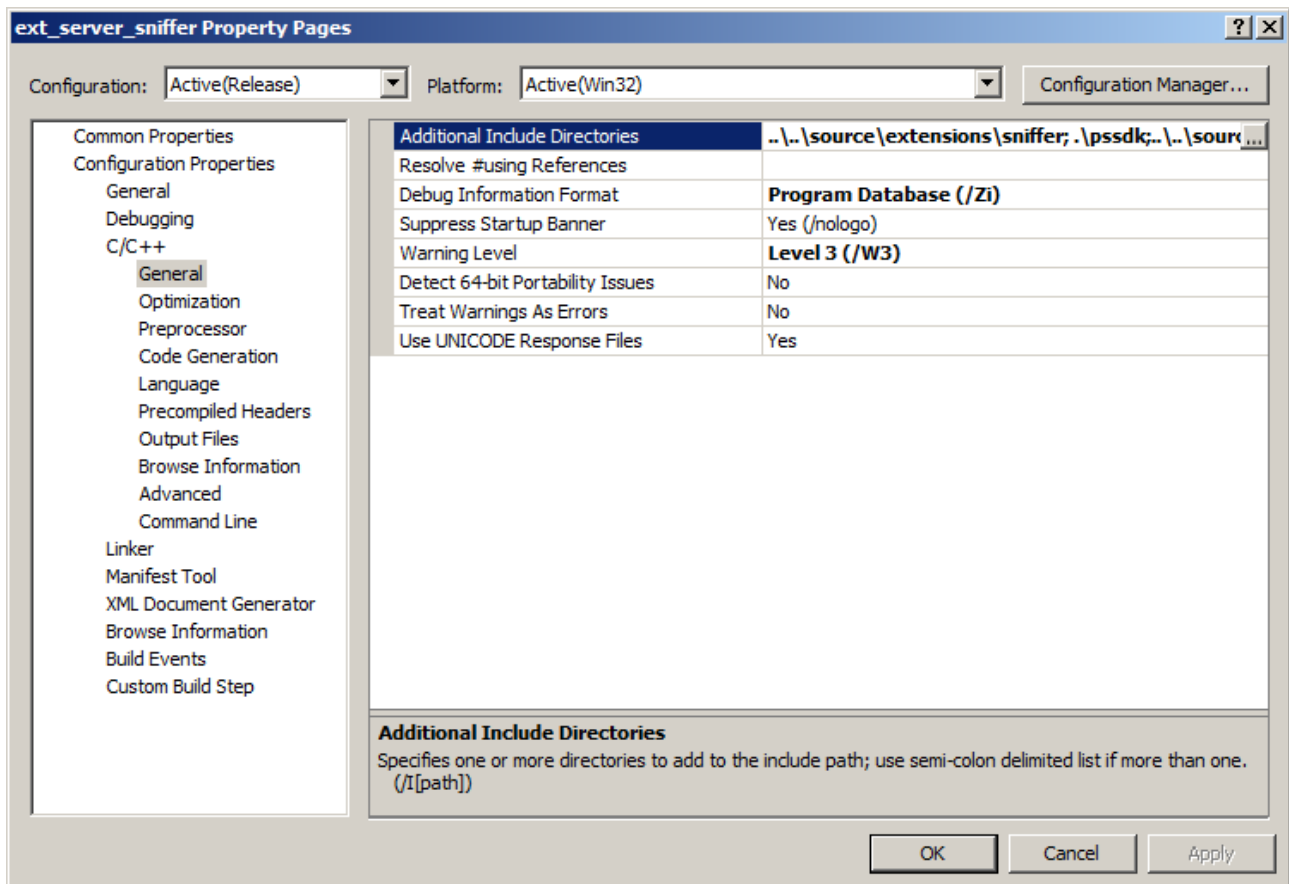 ext_server_sniffer Property Pages
Configuration: Active(Release) Platform: Active(Win32) Configuration Manager...
Common Properties
Configuration Properties
General
Debugging
C/C++
General
Optimization
Preprocessor
Code Generation
Language
Precompiled Headers
Output Files
Browse Information
Advanced
Command Line
Linker
Manifest Tool
XML Document Generator
Browse Information
Build Events
Custom Build Step
Additional Include Directories ..\..\source\extensions\sniffer; .\pssdk;..\..\sourc ...
Resolve #using References
Debug Information Format Program Database (/Zi)
Suppress Startup Banner Yes (/nologo)
Warning Level Level 3 (/W3)
Detect 64-bit Portability Issues No
Treat Warnings As Errors No
Use UNICODE Response Files Yes
Additional Include Directories
Specifies one or more directories to add to the include path; use semi-colon delimited list if more than one.
(/I[path])
OK Cancel Apply